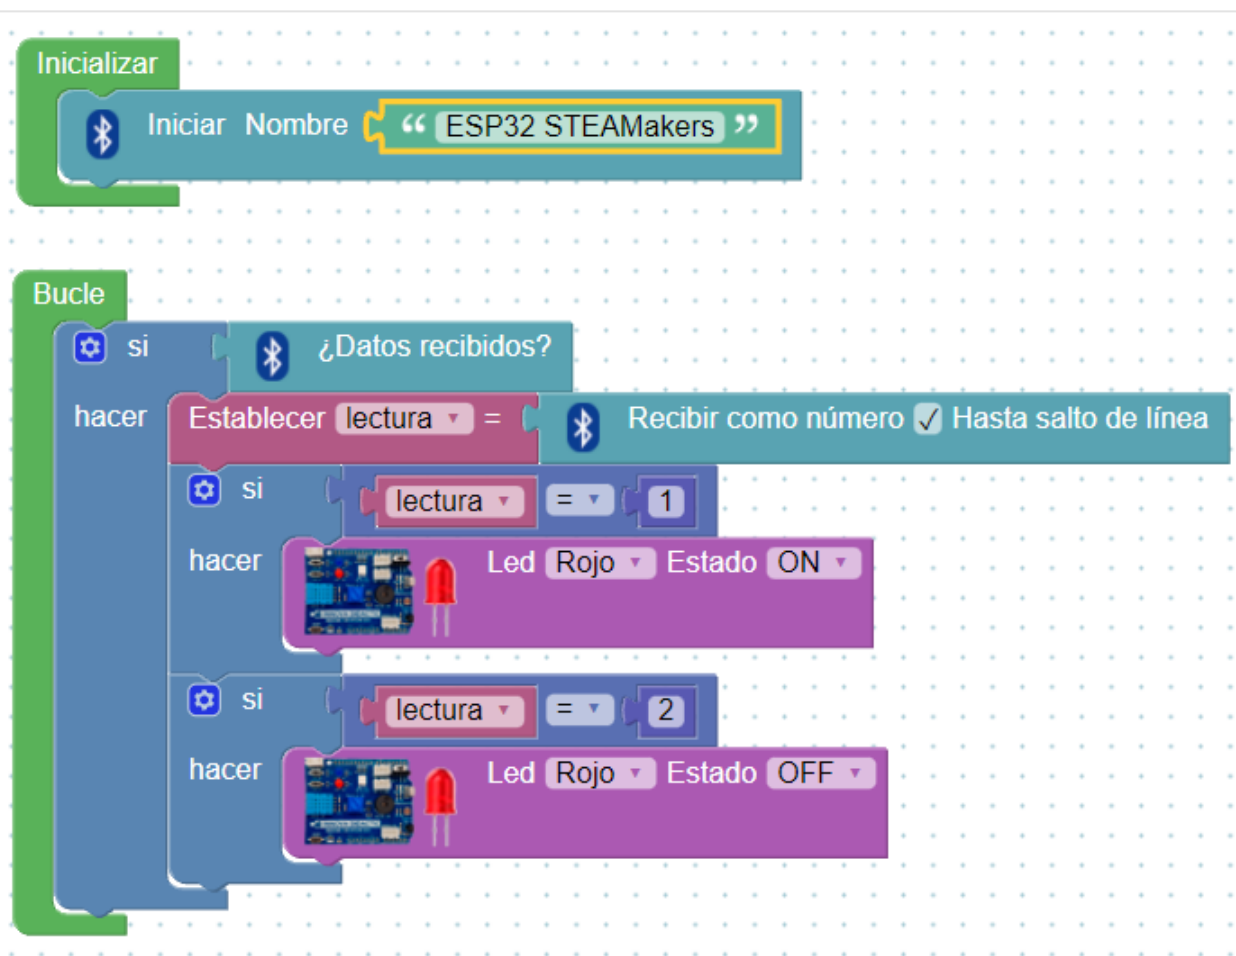 Inicializar
Iniciar Nombre “ ESP32 STEAMakers ”
Bucle
si ¿Datos recibidos?
hacer Establecer lectura = Recibir como número ✓ Hasta salto de línea
si lectura = 1
hacer Led Rojo Estado ON
si lectura = 2
hacer Led Rojo Estado OFF